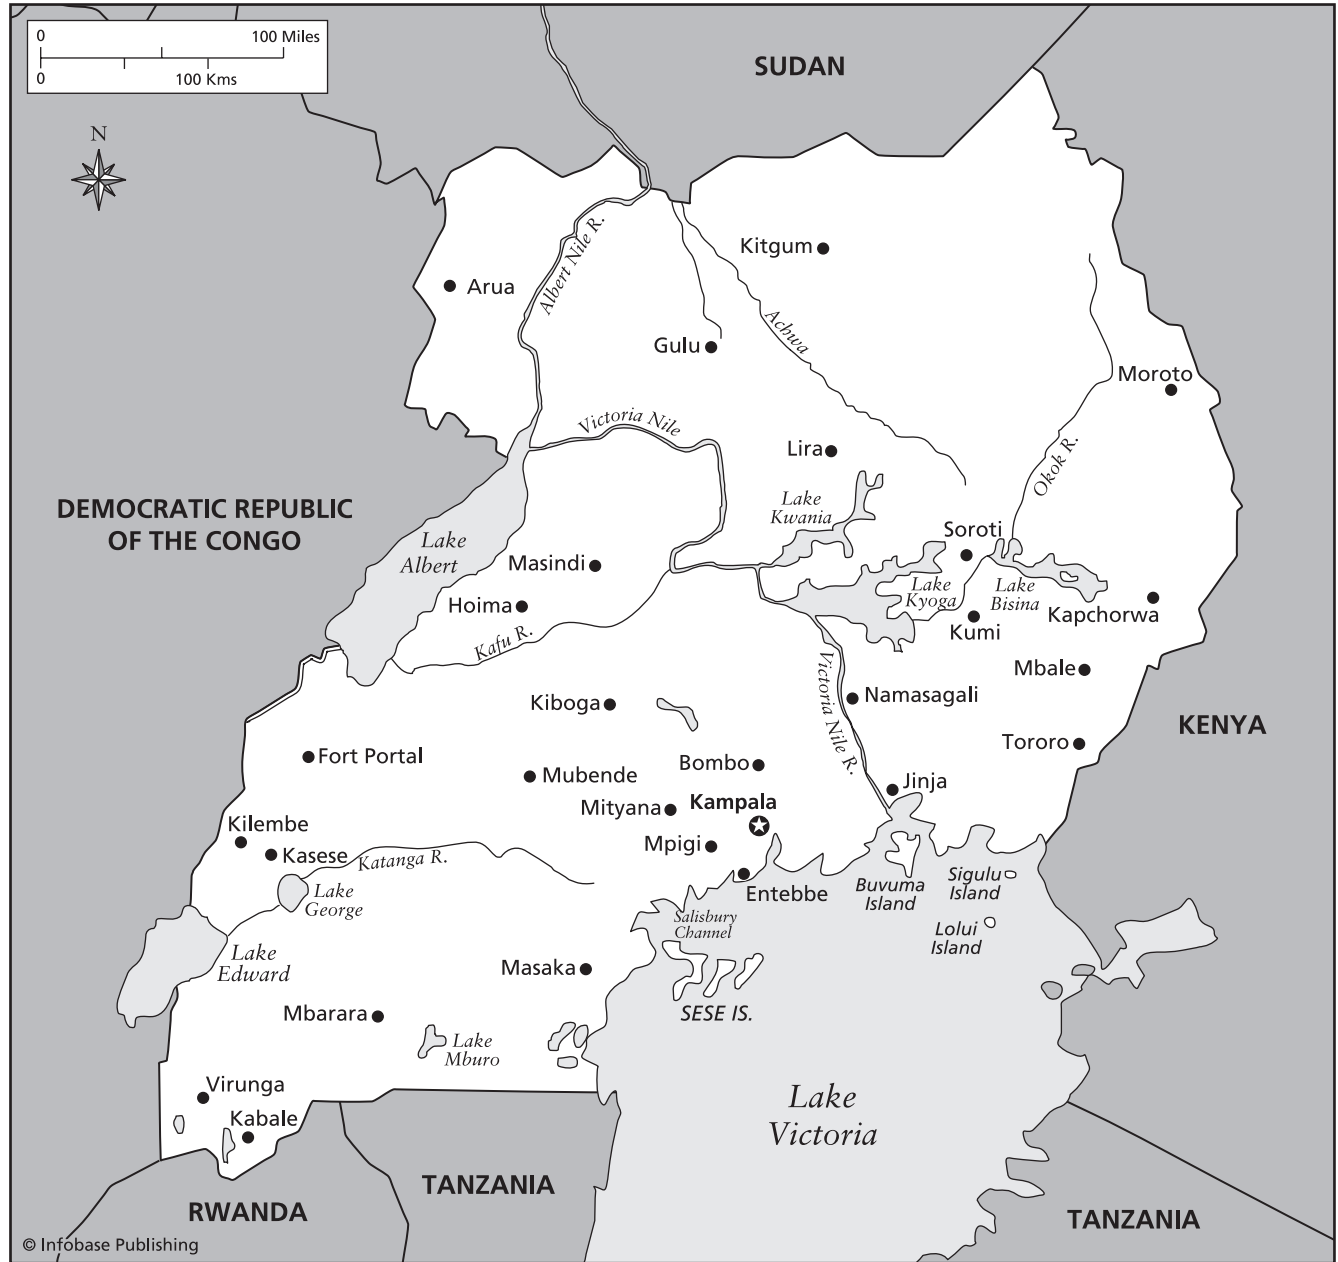 0 100 Miles
0 100 Kms
N
SUDAN
Kitgum
Albert Nile R.
Arua
Achwa
Gulu
Moroto
Victoria Nile
Lira
Okok R.
Lake
Kwania
DEMOCRATIC REPUBLIC
OF THE CONGO
Soroti
Lake
Albert
Masindi
Lake
Kyoga
Lake
Bisina
Hoima
Kapchorwa
Kumi
Kafu R.
Mbale
Victoria Nile R.
Namasagali
Kiboga
KENYA
Tororo
Fort Portal
Bombo
Mubende
Jinja
Mityana
Kampala
Kilembe
Mpigi
Kasese
Katanga R.
Entebbe
Buvuma
Island
Sigulu
Island
Lake
George
Salisbury
Channel
Lolui
Island
Lake
Edward
Masaka
Mbarara
SESE IS.
Lake
Mburo
Virunga
Lake
Victoria
Kabale
TANZANIA
RWANDA
TANZANIA
© Infobase Publishing